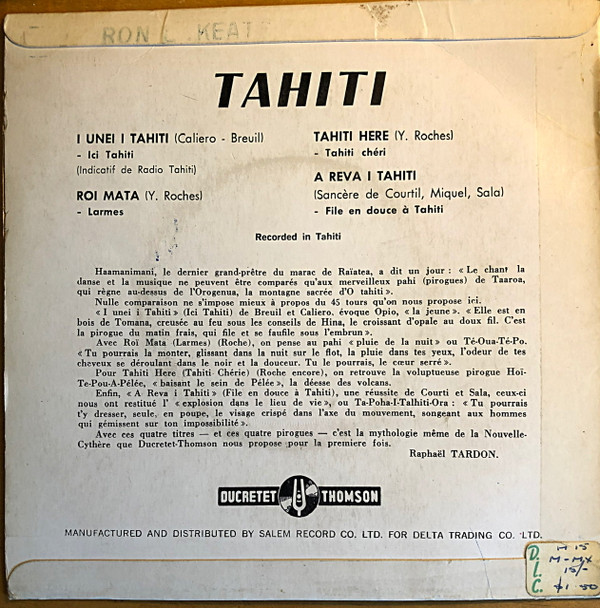 RON L. KEAT
TAHITI
I UNEI I TAHITI (Caliero - Breuil)
- Ici Tahiti
(Indicatif de Radio Tahiti)
ROI MATA (Y. Roches)
- Larmes
TAHITI HERE (Y. Roches)
- Tahiti chéri
A REVA I TAHITI
(Sancère de Courtil, Miquel, Sala)
- File en douce à Tahiti
Recorded in Tahiti
Haamanimani, le dernier grand-prêtre du marac de Raïatea, a dit un jour : « Le chant la
danse et la musique ne peuvent être comparés qu'aux merveilleux pahi (pirogues) de Taaroa,
qui règne au-dessus de l'Orogenua, la montagne sacrée d'O tahiti ».
Nulle comparaison ne s'impose mieux à propos du 45 tours qu'on nous propose ici.
« I unei i Tahiti » (Ici Tahiti) de Breuil et Caliero, évoque Opio, « la jeune ». « Elle est en
bois de Tomana, creusée au feu sous les conseils de Hina, le croissant d'opale au doux fil. C'est
la pirogue du matin frais, qui file et se faufile sous l'embrun ».
Avec Roï Mata (Larmes) (Roche), on pense au pahi « pluie de la nuit » ou Té-Oua-Té-Po.
« Tu pourrais la monter, glissant dans la nuit sur le flot, la pluie dans tes yeux, l'odeur de tes
cheveux se déroulant dans le noir et la douceur. Tu le pourrais, le cœur serré ».
Pour Tahiti Here (Tahiti Chérie) (Roche encore), on retrouve la voluptueuse pirogue Hoï-
Te-Pou-A-Pélée, « baisant le sein de Pélée », la déesse des volcans.
Enfin, « A Reva i Tahiti » (File en douce à Tahiti), une réussite de Courti et Sala, ceux-ci
nous ont restitué l' « explosion dans le lieu de vie », ou Ta-Poha-I-Talhiti-Ora : « Tu pourrais
t'y dresser, seule, en poupe, le visage crispé dans l'axe du mouvement, songeant aux hommes
qui gémissent sur ton impossibilité ».
Avec ces quatre titres — et ces quatre pirogues — c'est la mythologie même de la Nouvelle-
Cythère que Ducretet-Thomson nous propose pour la premiere fois.
Raphaël TARDON.
DUCRETET THOMSON
MANUFACTURED AND DISTRIBUTED BY SALEM RECORD CO. LTD. FOR DELTA TRADING CO. LTD.
D. M 15
I. M-MX
15/-
C. $1.50